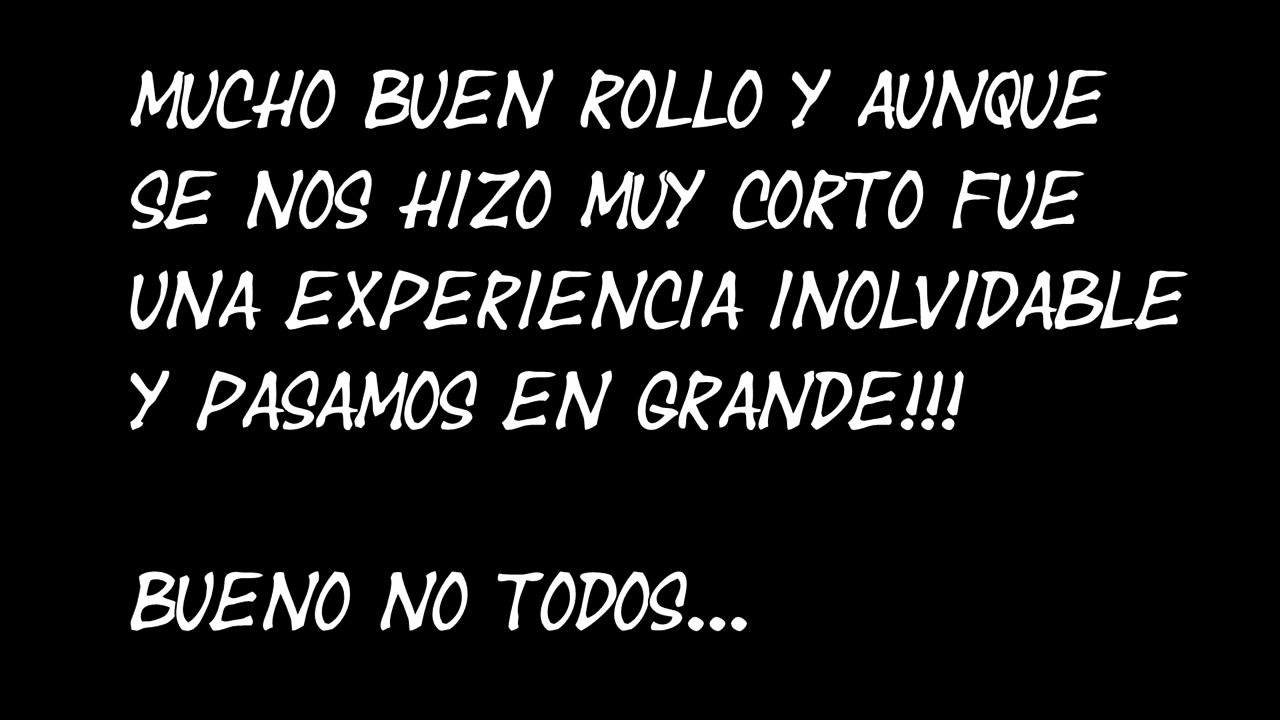 MUCHO BUEN ROLLO Y AUNQUE
SE NOS HIZO MUY CORTO FUE
UNA EXPERIENCIA INOLVIDABLE
Y PASAMOS EN GRANDE!!!
BUENO NO TODOS...